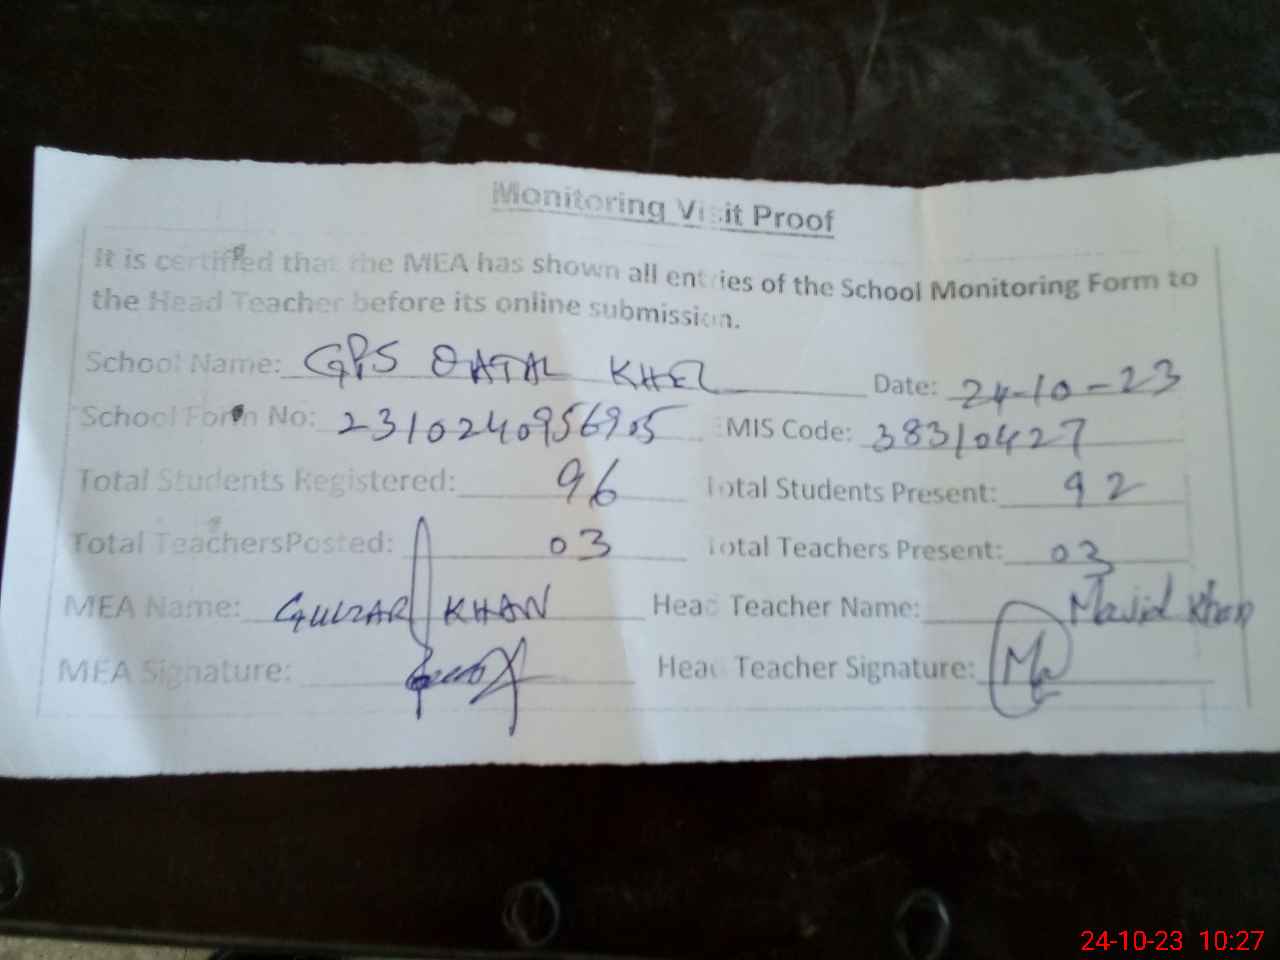 Monitoring Visit Proof
It is certified that the MEA has shown all entries of the School Monitoring Form to
the Head Teacher before its online submission.
School Name: GPS QATAL KHEL Date: 24-10-23
School Form No: 2310240956905 EMIS Code: 38310427
Total Students Registered: 96 Total Students Present: 92
Total TeachersPosted: 03 Total Teachers Present: 03
MEA Name: GULZAR KHAN Head Teacher Name: Majid Khan
MEA Signature: Head Teacher Signature:
24-10-23 10:27